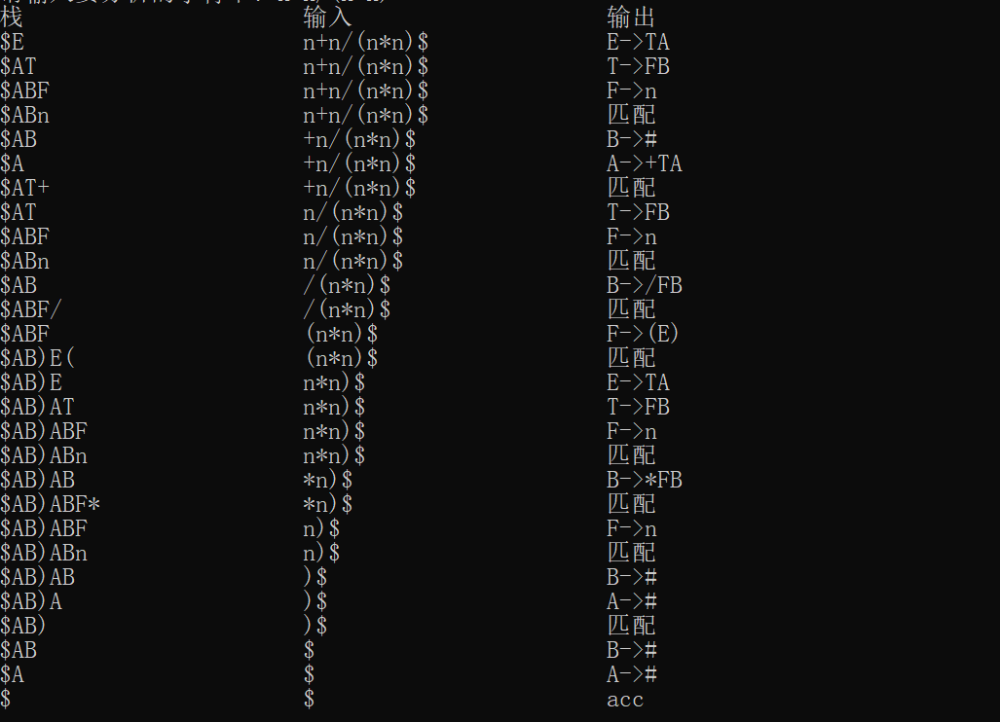 栈 输入 输出
$E n+n/(n*n)$ E->TA
$AT n+n/(n*n)$ T->FB
$ABF n+n/(n*n)$ F->n
$ABn n+n/(n*n)$ 匹配
$AB +n/(n*n)$ B->#
$A +n/(n*n)$ A->+TA
$AT+ +n/(n*n)$ 匹配
$AT n/(n*n)$ T->FB
$ABF n/(n*n)$ F->n
$ABn n/(n*n)$ 匹配
$AB /(n*n)$ B->/FB
$ABF/ /(n*n)$ 匹配
$ABF (n*n)$ F->(E)
$AB)E( (n*n)$ 匹配
$AB)E n*n)$ E->TA
$AB)AT n*n)$ T->FB
$AB)ABF n*n)$ F->n
$AB)ABn n*n)$ 匹配
$AB)AB *n)$ B->*FB
$AB)ABF* *n)$ 匹配
$AB)ABF n)$ F->n
$AB)ABn n)$ 匹配
$AB)AB )$ B->#
$AB)A )$ A->#
$AB) )$ 匹配
$AB $ B->#
$A $ A->#
$ $ acc